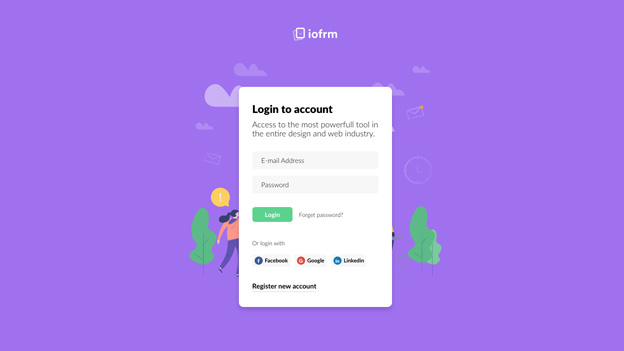 iofrm
Login to account
Access to the most powerfull tool in
the entire design and web industry.
E-mail Address
Password
Login Forget password?
Or login with
Facebook Google Linkedin
Register new account